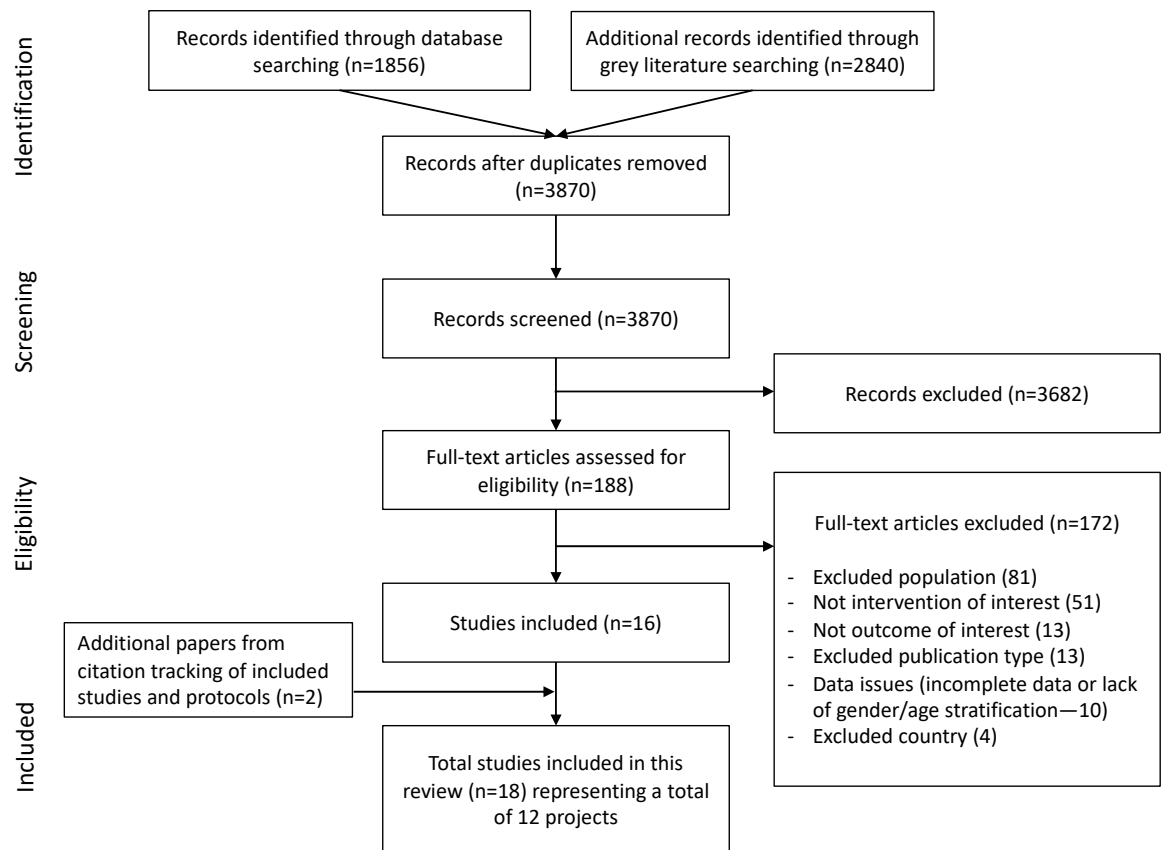 Identification
Records identified through database
searching (n=1856)
Additional records identified through
grey literature searching (n=2840)
Records after duplicates removed
(n=3870)
Screening
Records screened (n=3870)
Records excluded (n=3682)
Eligibility
Full-text articles assessed for
eligibility (n=188)
Full-text articles excluded (n=172)
- Excluded population (81)
- Not intervention of interest (51)
- Not outcome of interest (13)
- Excluded publication type (13)
- Data issues (incomplete data or lack
of gender/age stratification—10)
- Excluded country (4)
Studies included (n=16)
Included
Additional papers from
citation tracking of included
studies and protocols (n=2)
Total studies included in this
review (n=18) representing a total
of 12 projects